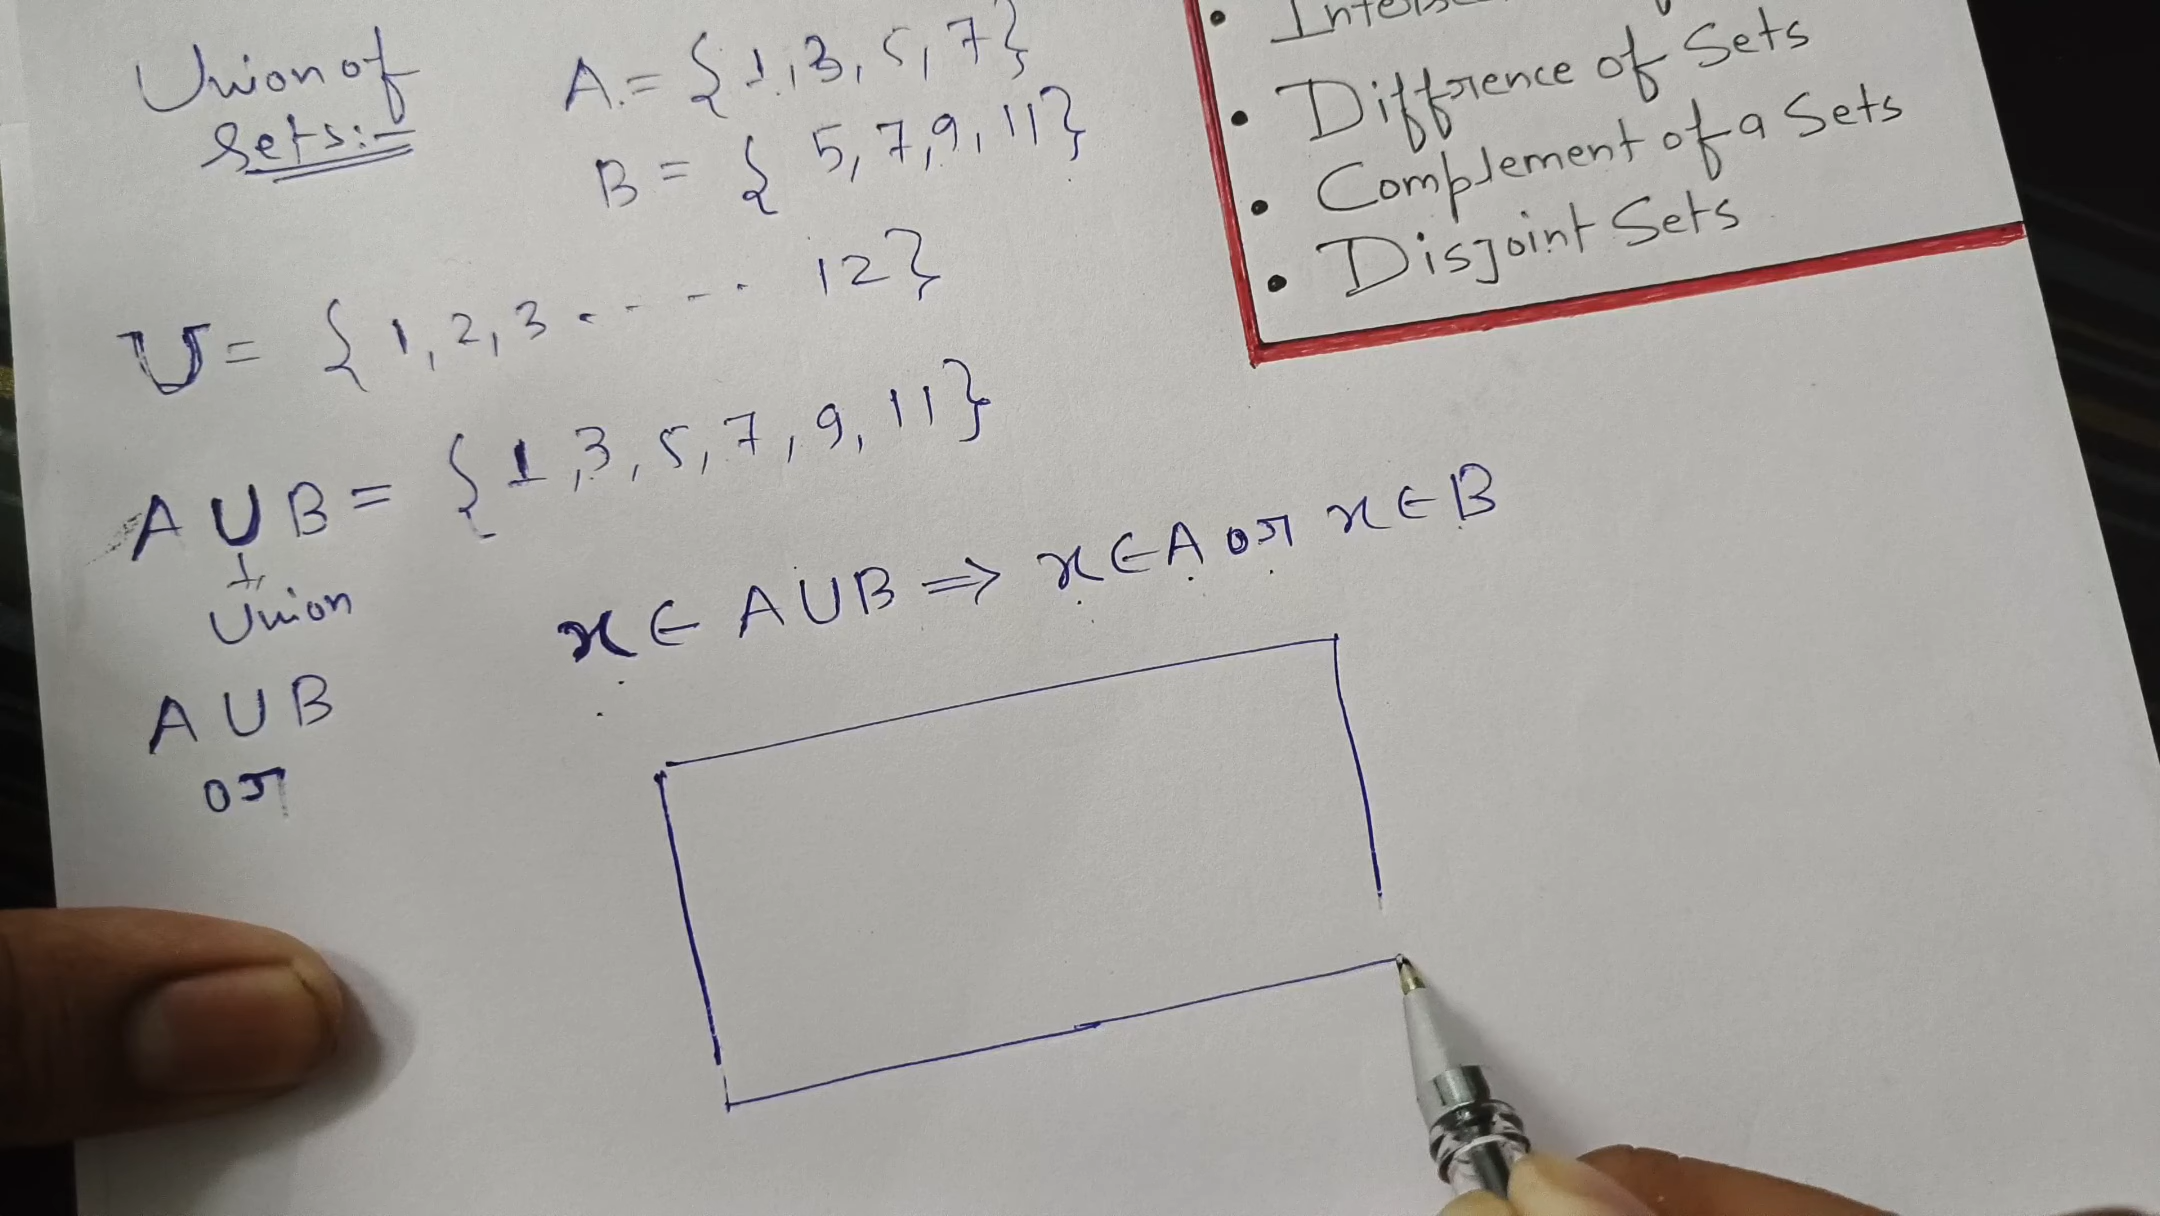 Union of
Sets:-
A = {1, 3, 5, 7}
B = { 5, 7, 9, 11}
U = { 1, 2, 3 . - - - - . 12}
A U B = { 1, 3, 5, 7, 9, 11}
Union
x ∈ A U B ⇒ x ∈ A or x ∈ B
A U B
or
• Diffrence of Sets
• Complement of a Sets
• Disjoint Sets